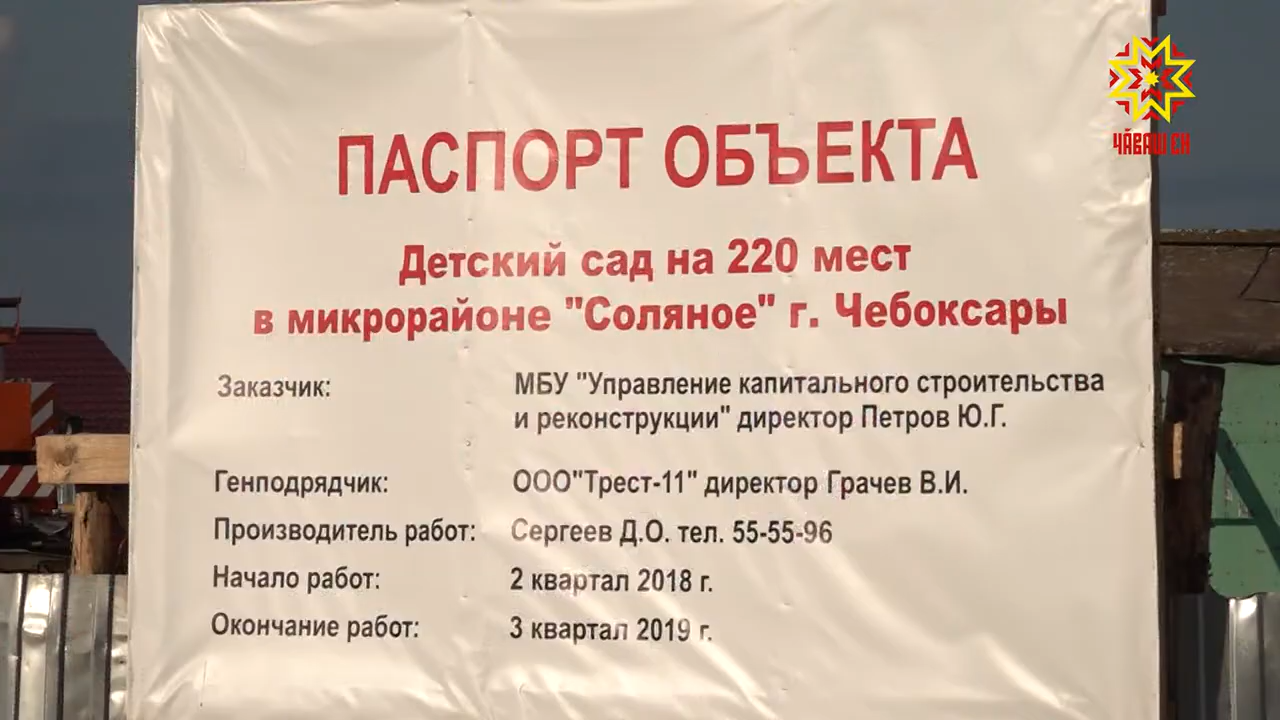 ПАСПОРТ ОБЪЕКТА
Детский сад на 220 мест
в микрорайоне "Соляное" г. Чебоксары
Заказчик: МБУ "Управление капитального строительства
и реконструкции" директор Петров Ю.Г.
Генподрядчик: ООО"Трест-11" директор Грачев В.И.
Производитель работ: Сергеев Д.О. тел. 55-55-96
Начало работ: 2 квартал 2018 г.
Окончание работ: 3 квартал 2019 г.
ЧӐВАШ ЕН